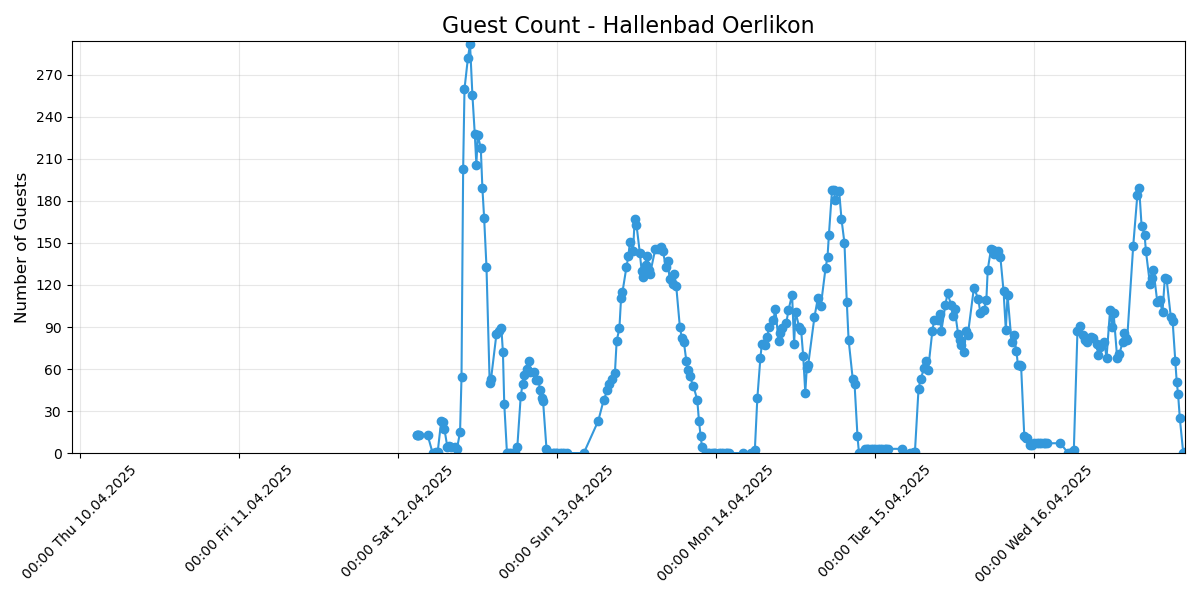 Guest Count - Hallenbad Oerlikon
Number of Guests
270
240
210
180
150
120
90
60
30
0
00:00 Thu 10.04.2025
00:00 Fri 11.04.2025
00:00 Sat 12.04.2025
00:00 Sun 13.04.2025
00:00 Mon 14.04.2025
00:00 Tue 15.04.2025
00:00 Wed 16.04.2025